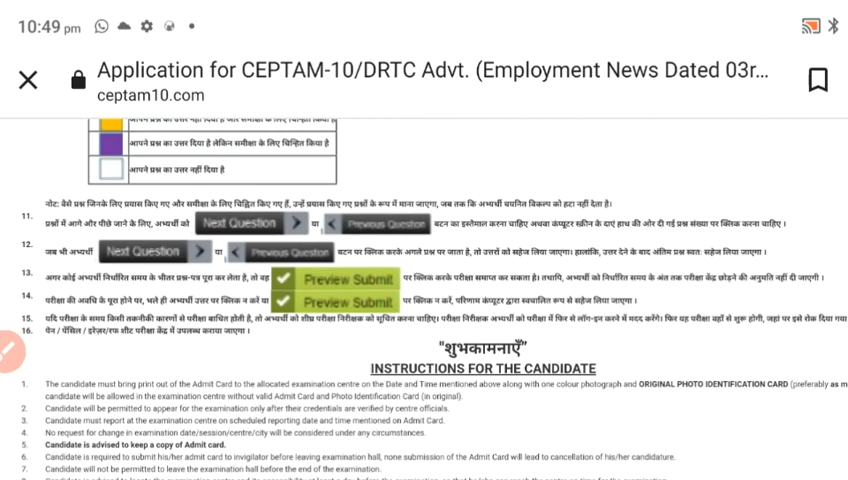 10:49 pm
Application for CEPTAM-10/DRTC Advt. (Employment News Dated 03r...
ceptam10.com
आपने प्रश्न का उत्तर नहीं दिया है और समीक्षा के लिए चिन्हित किया है
आपने प्रश्न का उत्तर दिया है लेकिन समीक्षा के लिए चिन्हित किया है
आपने प्रश्न का उत्तर नहीं दिया है
नोट: वैसे प्रश्न जिनके लिए प्रयास किए गए और समीक्षा के लिए चिह्नित किए गए हैं, उन्हें प्रयास किए गए प्रश्नों के रूप में माना जाएगा, जब तक कि अभ्यर्थी चयनित विकल्प को हटा नहीं देता है।
11. प्रश्नों में आगे और पीछे जाने के लिए, अभ्यर्थी को Next Question > या < Previous Question बटन का इस्तेमाल करना चाहिए अथवा कंप्यूटर स्क्रीन के दाएं हाथ की ओर दी गई प्रश्न संख्या पर क्लिक करना चाहिए।
12. जब भी अभ्यर्थी Next Question > या < Previous Question बटन पर क्लिक करके अगले प्रश्न पर जाता है, तो उत्तरों को सहेज लिया जाएगा। हालांकि, उत्तर देने के बाद अंतिम प्रश्न स्वत: सहेज लिया जाएगा।
13. अगर कोई अभ्यर्थी निर्धारित समय के भीतर प्रश्न-पत्र पूरा कर लेता है, तो वह Preview Submit पर क्लिक करके परीक्षा समाप्त कर सकता है। तथापि, अभ्यर्थी को निर्धारित समय के अंत तक परीक्षा केंद्र छोड़ने की अनुमति नहीं दी जाएगी।
14. परीक्षा की अवधि के पूरा होने पर, भले ही अभ्यर्थी उत्तर पर क्लिक न करें या Preview Submit पर क्लिक न करें, परिणाम कंप्यूटर द्वारा स्वचालित रूप से सहेज लिया जाएगा।
15. यदि परीक्षा के समय किसी तकनीकी कारणों से परीक्षा बाधित होती है, तो अभ्यर्थी को शीघ्र परीक्षा निरीक्षक को सूचित करना चाहिए। परीक्षा निरीक्षक अभ्यर्थी को परीक्षा में फिर से लॉग-इन करने में मदद करेंगे। फिर यह परीक्षा वहाँ से शुरू होगी, जहां पर इसे रोक दिया गया
16. पेन / पेंसिल / इरेज़र/रफ शीट परीक्षा केंद्र में उपलब्ध कराया जाएगा।
"शुभकामनाएँ"
INSTRUCTIONS FOR THE CANDIDATE
1. The candidate must bring print out of the Admit Card to the allocated examination centre on the Date and Time mentioned above along with one colour photograph and ORIGINAL PHOTO IDENTIFICATION CARD (preferably as m
candidate will be allowed in the examination centre without valid Admit Card and Photo Identification Card (in original).
2. Candidate will be permitted to appear for the examination only after their credentials are verified by centre officials.
3. Candidate must report at the examination centre on scheduled reporting date and time mentioned on Admit Card.
4. No request for change in examination date/session/centre/city will be considered under any circumstances.
5. Candidate is advised to keep a copy of Admit card.
6. Candidate is required to submit his/her admit card to invigilator before leaving examination hall, none submission of the Admit Card will lead to cancellation of his/her candidature.
7. Candidate will not be permitted to leave the examination hall before the end of the examination.